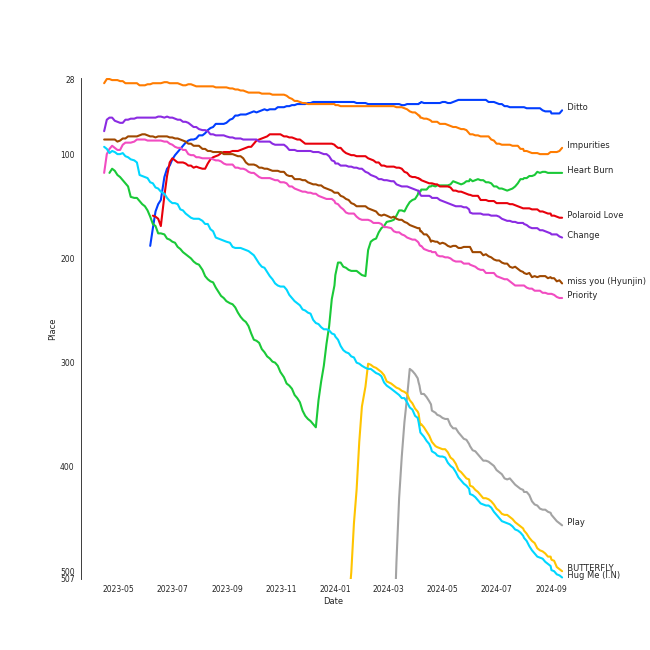 28
Ditto
Impurities
100
Heart Burn
Polaroid Love
Change
200
miss you (Hyunjin)
Priority
Place
300
400
Play
500
BUTTERFLY
507
Hug Me (I.N)
2023-05 2023-07 2023-09 2023-11 2024-01 2024-03 2024-05 2024-07 2024-09
Date